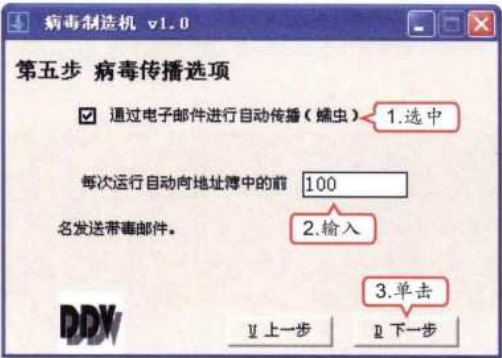 病毒制造机 v1.0
第五步 病毒传播选项
通过电子邮件进行自动传播(蠕虫)
1.选中
每次运行自动向地址簿中的前 100
2.输入
名发送带毒邮件。
3.单击
DDV
U 上一步
D 下一步